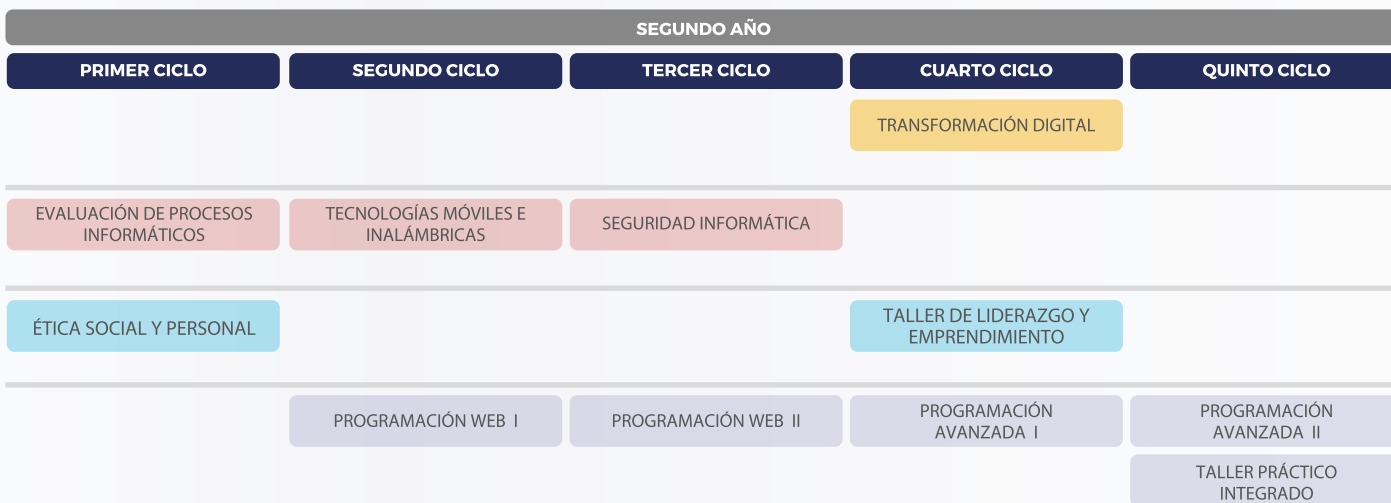 SEGUNDO AÑO
PRIMER CICLO
SEGUNDO CICLO
TERCER CICLO
CUARTO CICLO
QUINTO CICLO
TRANSFORMACIÓN DIGITAL
EVALUACIÓN DE PROCESOS
INFORMÁTICOS
TECNOLOGÍAS MÓVILES E
INALÁMBRICAS
SEGURIDAD INFORMÁTICA
ÉTICA SOCIAL Y PERSONAL
TALLER DE LIDERAZGO Y
EMPRENDIMIENTO
PROGRAMACIÓN WEB I
PROGRAMACIÓN WEB II
PROGRAMACIÓN
AVANZADA I
PROGRAMACIÓN
AVANZADA II
TALLER PRÁCTICO
INTEGRADO